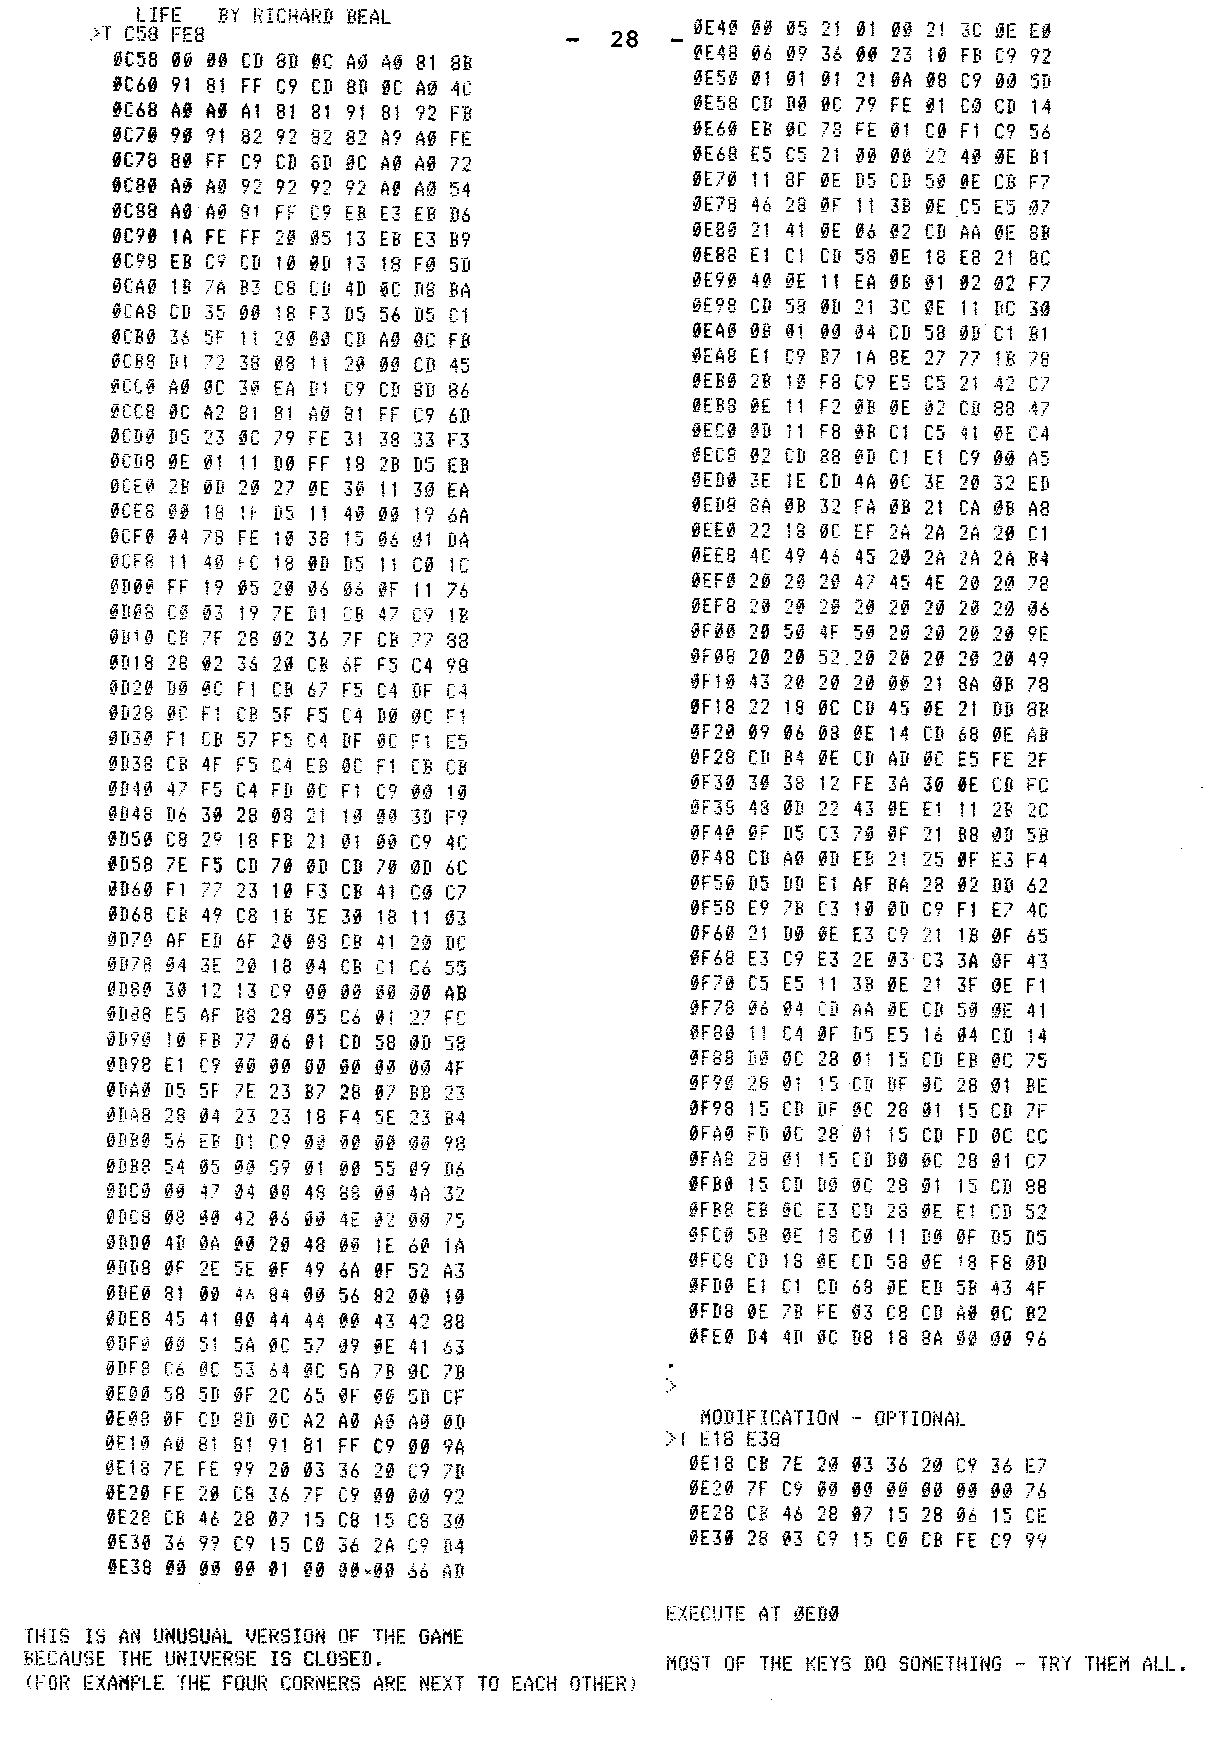 LIFE BY RICHARD BEAL
>T C58 FE8
0C58 00 00 CD 8D 0C A0 A0 81 8B
0C60 91 81 FF C9 CD 8D 0C A0 4C
0C68 A0 A0 A1 81 81 91 81 92 FB
0C70 90 91 82 92 82 82 A9 A0 FE
0C78 80 FF C9 CD 8D 0C A0 A0 72
0C80 A0 A0 92 92 92 92 A0 A0 54
0C88 A0 A0 81 FF C9 EB E3 EB D6
0C90 1A FE FF 20 05 13 EB E3 B9
0C98 EB C9 CD 10 0D 13 18 F0 5D
0CA0 1B 7A B3 C8 CD 4D 0C D8 BA
0CA8 CD 35 00 18 F3 D5 56 D5 C1
0CB0 36 5F 11 20 00 CD A0 0C FB
0CB8 D1 72 38 08 11 20 00 CD 45
0CC0 A0 0C 30 EA D1 C9 CD 8D 86
0CC8 0C A2 81 81 A0 81 FF C9 6D
0CD0 D5 23 0C 79 FE 31 38 33 F3
0CD8 0E 01 11 D0 FF 18 2B D5 EB
0CE0 2B 0D 20 27 0E 30 11 30 EA
0CE8 00 18 1F D5 11 40 00 19 6A
0CF0 04 78 FE 10 38 15 06 01 DA
0CF8 11 40 FC 18 0D D5 11 C0 1C
0D00 FF 19 05 20 06 06 0F 11 76
0D08 C0 03 19 7E D1 CB 47 C9 1B
0D10 CB 7F 28 02 36 7F CB 77 88
0D18 28 02 36 20 CB 6F F5 C4 98
0D20 D0 0C F1 CB 67 F5 C4 DF C4
0D28 0C F1 CB 5F F5 C4 D0 0C F1
0D30 F1 CB 57 F5 C4 DF 0C F1 E5
0D38 CB 4F F5 C4 EB 0C F1 CB CB
0D40 47 F5 C4 FD 0C F1 C9 00 10
0D48 D6 30 28 08 21 10 00 3D F9
0D50 C8 29 18 FB 21 01 00 C9 4C
0D58 7E F5 CD 70 0D CD 70 0D 6C
0D60 F1 77 23 10 F3 CB 41 C0 C7
0D68 CB 49 C8 1B 3E 30 18 11 03
0D70 AF ED 6F 20 08 CB 41 20 DC
0D78 04 3E 20 18 04 CB C1 C6 55
0D80 30 12 13 C9 00 00 00 00 AB
0D88 E5 AF B8 28 05 C6 01 27 FC
0D90 10 FB 77 06 01 CD 58 0D 58
0D98 E1 C9 00 00 00 00 00 00 4F
0DA0 D5 5F 7E 23 B7 28 07 BB 23
0DA8 28 04 23 23 18 F4 5E 23 B4
0DB0 56 EB D1 C9 00 00 00 00 98
0DB8 54 05 00 59 01 00 55 09 D6
0DC0 00 47 04 00 48 88 00 4A 32
0DC8 08 00 42 06 00 4E 02 00 75
0DD0 4D 0A 00 20 48 00 1E 60 1A
0DD8 0F 2E 5E 0F 49 6A 0F 52 A3
0DE0 81 00 46 84 00 56 82 00 10
0DE8 45 41 00 44 44 00 43 42 88
0DF0 00 51 5A 0C 57 09 0E 41 63
0DF8 C6 0C 53 64 0C 5A 7B 0C 7B
0E00 58 5D 0F 2C 65 0F 00 5D CF
0E08 0F CD 8D 0C A2 A0 A0 A0 0D
0E10 A0 81 81 91 81 FF C9 00 9A
0E18 7E FE 99 20 03 36 20 C9 7D
0E20 FE 20 C8 36 7F C9 00 00 92
0E28 CB 46 28 07 15 C8 15 C8 30
0E30 36 99 C9 15 C0 36 2A C9 D4
0E38 00 00 00 01 00 00 00 66 AD
THIS IS AN UNUSUAL VERSION OF THE GAME
BECAUSE THE UNIVERSE IS CLOSED.
(FOR EXAMPLE THE FOUR CORNERS ARE NEXT TO EACH OTHER)
- 28 -
0E40 00 05 21 01 00 21 3C 0E E0
0E48 06 09 36 00 23 10 FB C9 92
0E50 01 01 01 21 0A 08 C9 00 5D
0E58 CD D0 0C 79 FE 01 C0 CD 14
0E60 EB 0C 78 FE 01 C0 F1 C9 56
0E68 E5 C5 21 00 00 22 40 0E B1
0E70 11 8F 0E D5 CD 50 0E CB F7
0E78 46 28 0F 11 3B 0E C5 E5 07
0E80 21 41 0E 06 02 CD AA 0E 8B
0E88 E1 C1 CD 58 0E 18 E8 21 8C
0E90 40 0E 11 EA 0B 01 02 02 F7
0E98 CD 58 0D 21 3C 0E 11 DC 30
0EA0 0B 01 00 04 CD 58 0D C1 B1
0EA8 E1 C9 B7 1A 8E 27 77 1B 78
0EB0 2B 10 F8 C9 E5 C5 21 42 C7
0EB8 0E 11 F2 0B 0E 02 CD 88 47
0EC0 0D 11 F8 0B C1 C5 41 0E C4
0EC8 02 CD 88 0D C1 E1 C9 00 A5
0ED0 3E 1E CD 4A 0C 3E 20 32 ED
0ED8 8A 0B 32 FA 0B 21 CA 0B A8
0EE0 22 18 0C EF 2A 2A 2A 20 C1
0EE8 4C 49 46 45 20 2A 2A 2A B4
0EF0 20 20 20 47 45 4E 20 20 78
0EF8 20 20 20 20 20 20 20 20 06
0F00 20 50 4F 50 20 20 20 20 9E
0F08 20 20 52 20 20 20 20 20 49
0F10 43 20 20 20 00 21 8A 0B 78
0F18 22 18 0C CD 45 0E 21 DD 8B
0F20 09 06 08 0E 14 CD 68 0E AB
0F28 CD B4 0E CD AD 0C E5 FE 2F
0F30 30 38 12 FE 3A 30 0E CD FC
0F38 48 0D 22 43 0E E1 11 2B 2C
0F40 0F D5 C3 70 0F 21 B8 0D 5B
0F48 CD A0 0D EB 21 25 0F E3 F4
0F50 D5 DD E1 AF BA 28 02 DD 62
0F58 E9 7B C3 10 0D C9 F1 E7 4C
0F60 21 D0 0E E3 C9 21 1B 0F 65
0F68 E3 C9 E3 2E 03 C3 3A 0F 43
0F70 C5 E5 11 3B 0E 21 3F 0E F1
0F78 06 04 CD AA 0E CD 50 0E 41
0F80 11 C4 0F D5 E5 16 04 CD 14
0F88 D0 0C 28 01 15 CD EB 0C 75
0F90 28 01 15 CD DF 0C 28 01 BE
0F98 15 CD DF 0C 28 01 15 CD 7F
0FA0 FD 0C 28 01 15 CD FD 0C CC
0FA8 28 01 15 CD D0 0C 28 01 C7
0FB0 15 CD D0 0C 28 01 15 CD 88
0FB8 EB 0C E3 CD 28 0E E1 CD 52
0FC0 5B 0E 18 C0 11 D0 0F D5 D5
0FC8 CD 18 0E CD 58 0E 18 F8 0D
0FD0 E1 C1 CD 68 0E ED 5B 43 4F
0FD8 0E 7B FE 03 C8 CD A0 0C B2
0FE0 D4 4D 0C D8 18 8A 00 00 96
.
>
MODIFICATION - OPTIONAL
>T E18 E38
0E18 CB 7E 20 03 36 20 C9 36 E7
0E20 7F C9 00 00 00 00 00 00 76
0E28 CB 46 28 07 15 28 06 15 CE
0E30 28 03 C9 15 C0 CB FE C9 99
EXECUTE AT 0ED0
MOST OF THE KEYS DO SOMETHING - TRY THEM ALL.